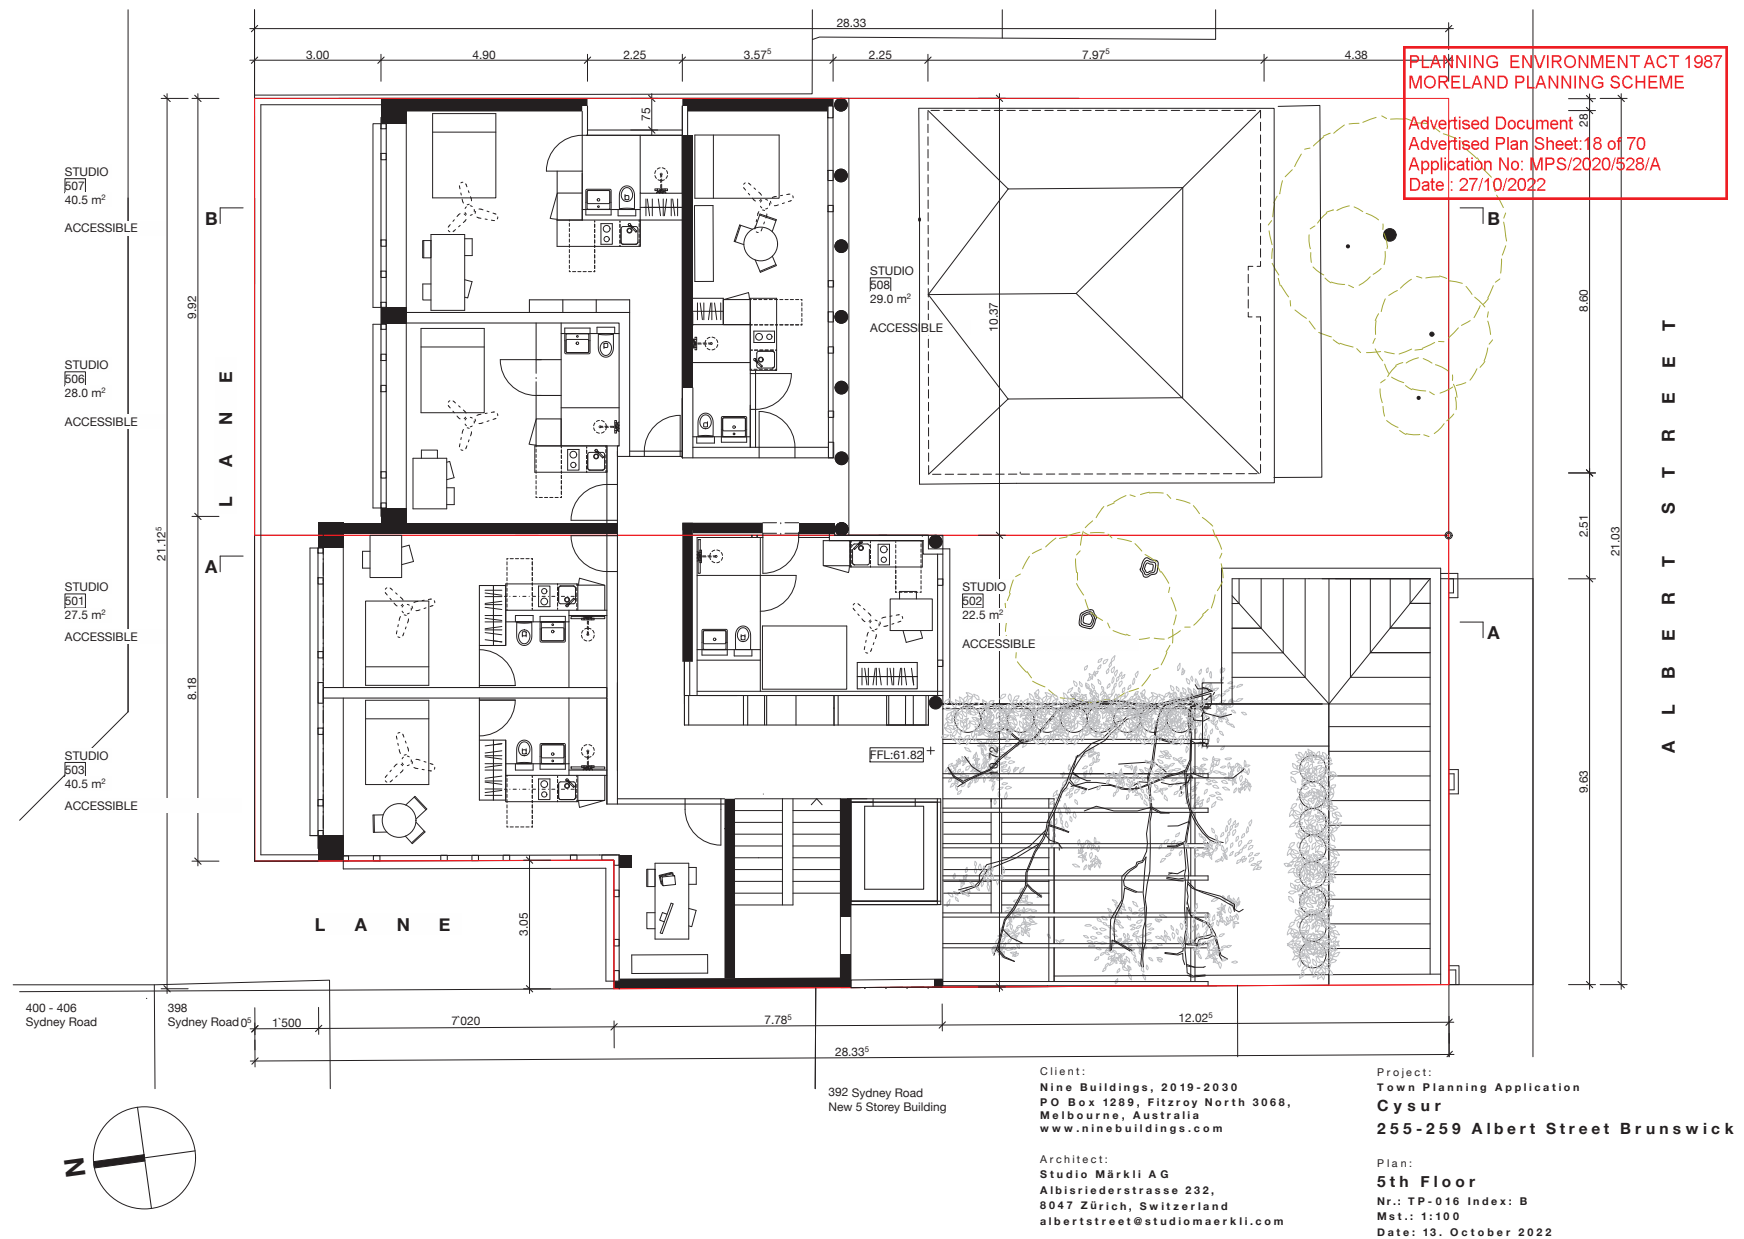 28.33
3.00
4.90
2.25
3.57⁵
2.25
7.97⁵
4.38
PLANNING ENVIRONMENT ACT 1987
MORELAND PLANNING SCHEME
Advertised Document
Advertised Plan Sheet:18 of 70
Application No: MPS/2020/528/A
Date : 27/10/2022
75
28
STUDIO
507
40.5 m²
ACCESSIBLE
B
B
STUDIO
508
29.0 m²
ACCESSIBLE
9.92
10.37
8.60
STUDIO
506
28.0 m²
ACCESSIBLE
LANE
ALBERT STREET
21.12⁵
2.51
21.03
A
A
STUDIO
501
27.5 m²
ACCESSIBLE
STUDIO
502
22.5 m²
ACCESSIBLE
8.18
STUDIO
503
40.5 m²
ACCESSIBLE
FFL:61.82
9.63
LANE
3.05
400 - 406
Sydney Road
398
Sydney Road
0⁵
1'500
7'020
7.78⁵
12.02⁵
28.33⁵
392 Sydney Road
New 5 Storey Building
N
Client:
Nine Buildings, 2019-2030
PO Box 1289, Fitzroy North 3068,
Melbourne, Australia
www.ninebuildings.com
Architect:
Studio Märkli AG
Albisriederstrasse 232,
8047 Zürich, Switzerland
albertstreet@studiomaerkli.com
Project:
Town Planning Application
Cysur
255-259 Albert Street Brunswick
Plan:
5th Floor
Nr.: TP-016 Index: B
Mst.: 1:100
Date: 13. October 2022